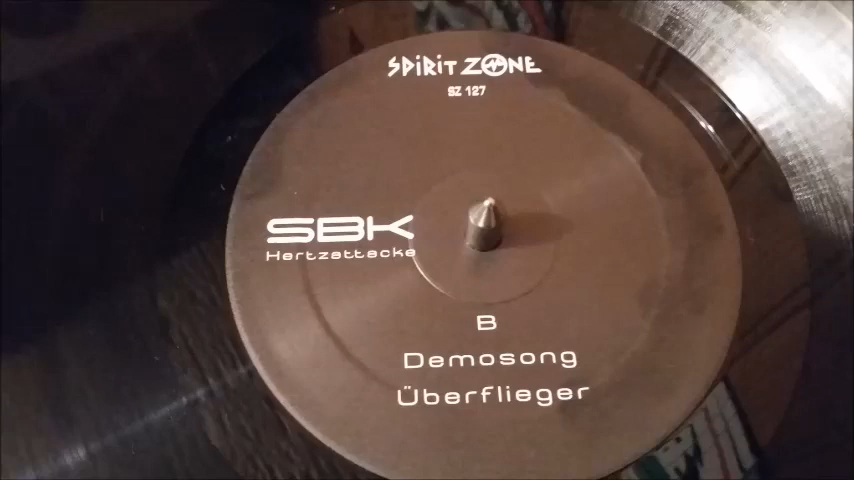 SPiRiT ZONE
SZ 127
SBK
Hertzattacke
B
Demosong
Überflieger